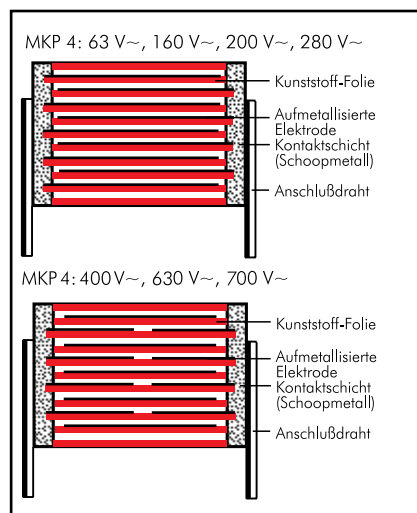 MKP 4: 63 V~, 160 V~, 200 V~, 280 V~
Kunststoff-Folie
Aufmetallisierte
Elektrode
Kontaktschicht
(Schoopmetall)
Anschlußdraht
MKP 4: 400 V~, 630 V~, 700 V~
Kunststoff-Folie
Aufmetallisierte
Elektrode
Kontaktschicht
(Schoopmetall)
Anschlußdraht